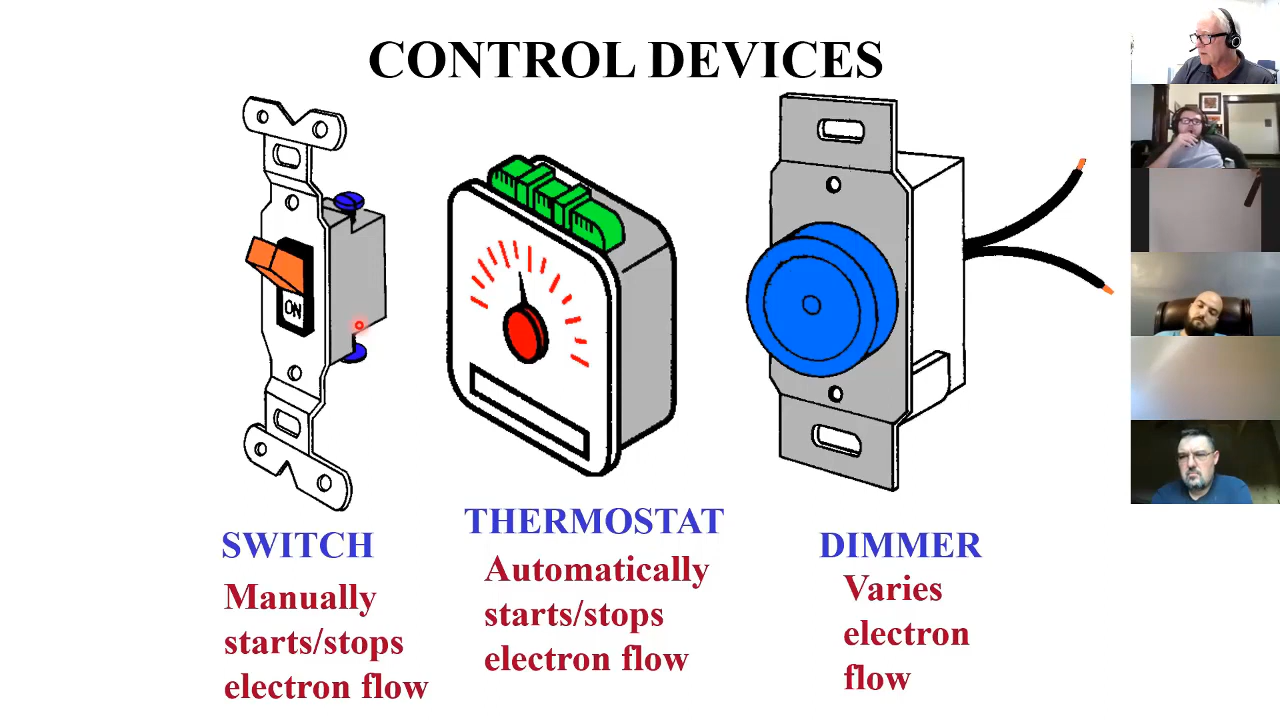 CONTROL DEVICES
ON
SWITCH
Manually
starts/stops
electron flow
THERMOSTAT
Automatically
starts/stops
electron flow
DIMMER
Varies
electron
flow